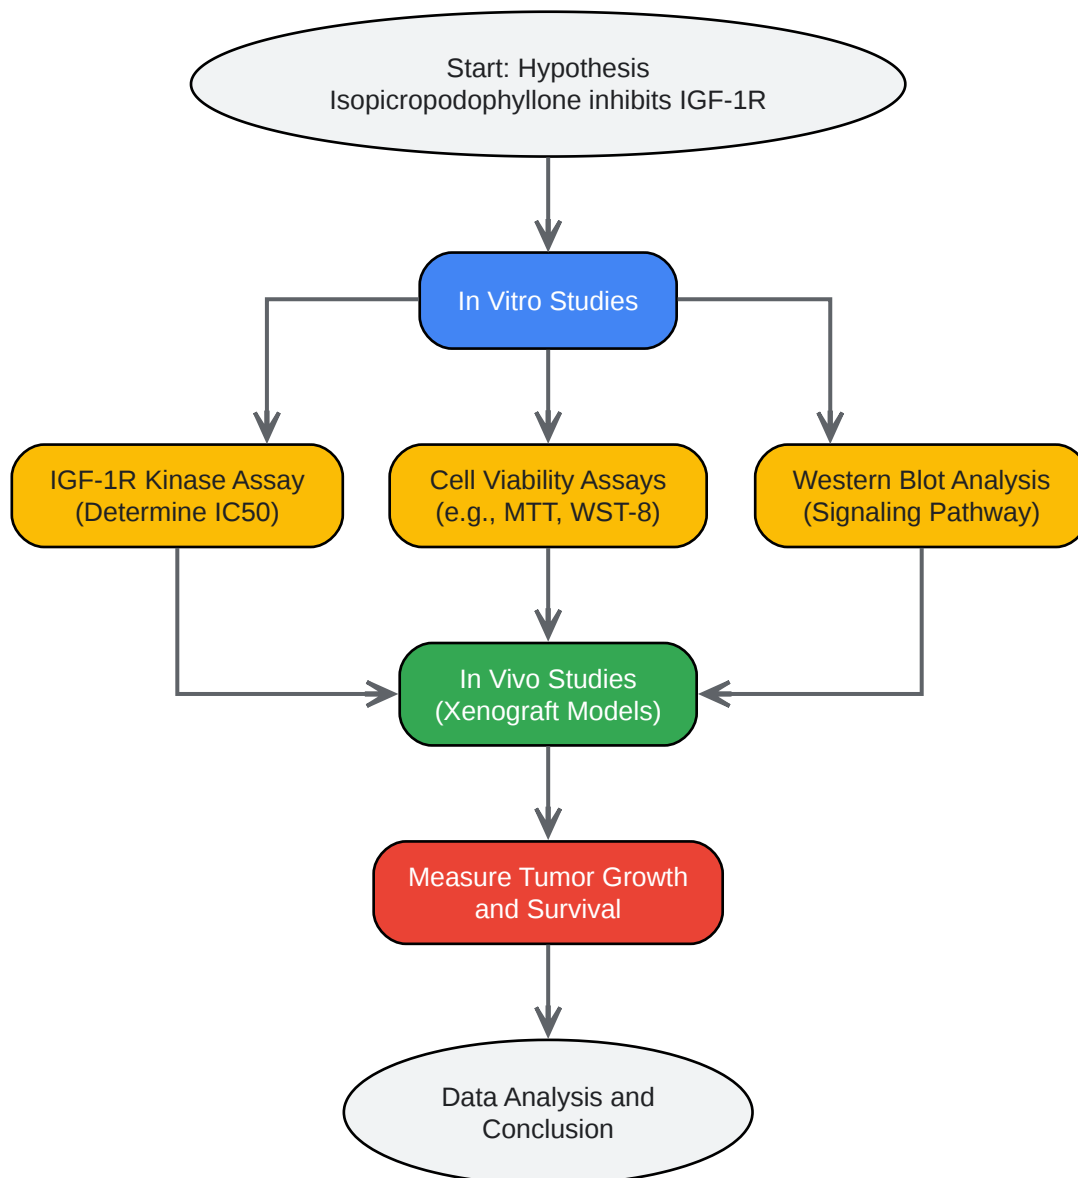 Start: Hypothesis
Isopicropodophyllone inhibits IGF-1R
In Vitro Studies
IGF-1R Kinase Assay
(Determine IC50)
Cell Viability Assays
(e.g., MTT, WST-8)
Western Blot Analysis
(Signaling Pathway)
In Vivo Studies
(Xenograft Models)
Measure Tumor Growth
and Survival
Data Analysis and
Conclusion